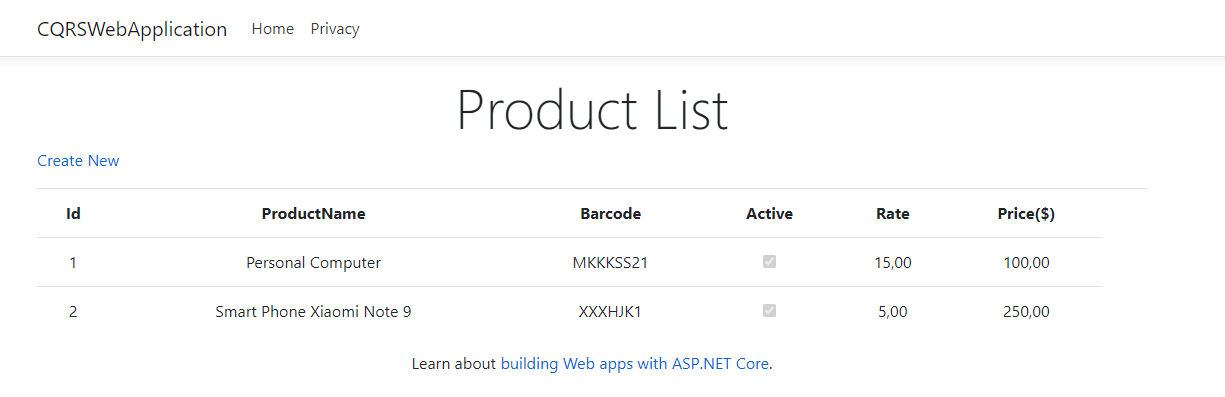 CQRSWebApplication Home Privacy
Product List
Create New
Id ProductName Barcode Active Rate Price($)
1 Personal Computer MKKKSS21 15,00 100,00
2 Smart Phone Xiaomi Note 9 XXXHJK1 5,00 250,00
Learn about building Web apps with ASP.NET Core.